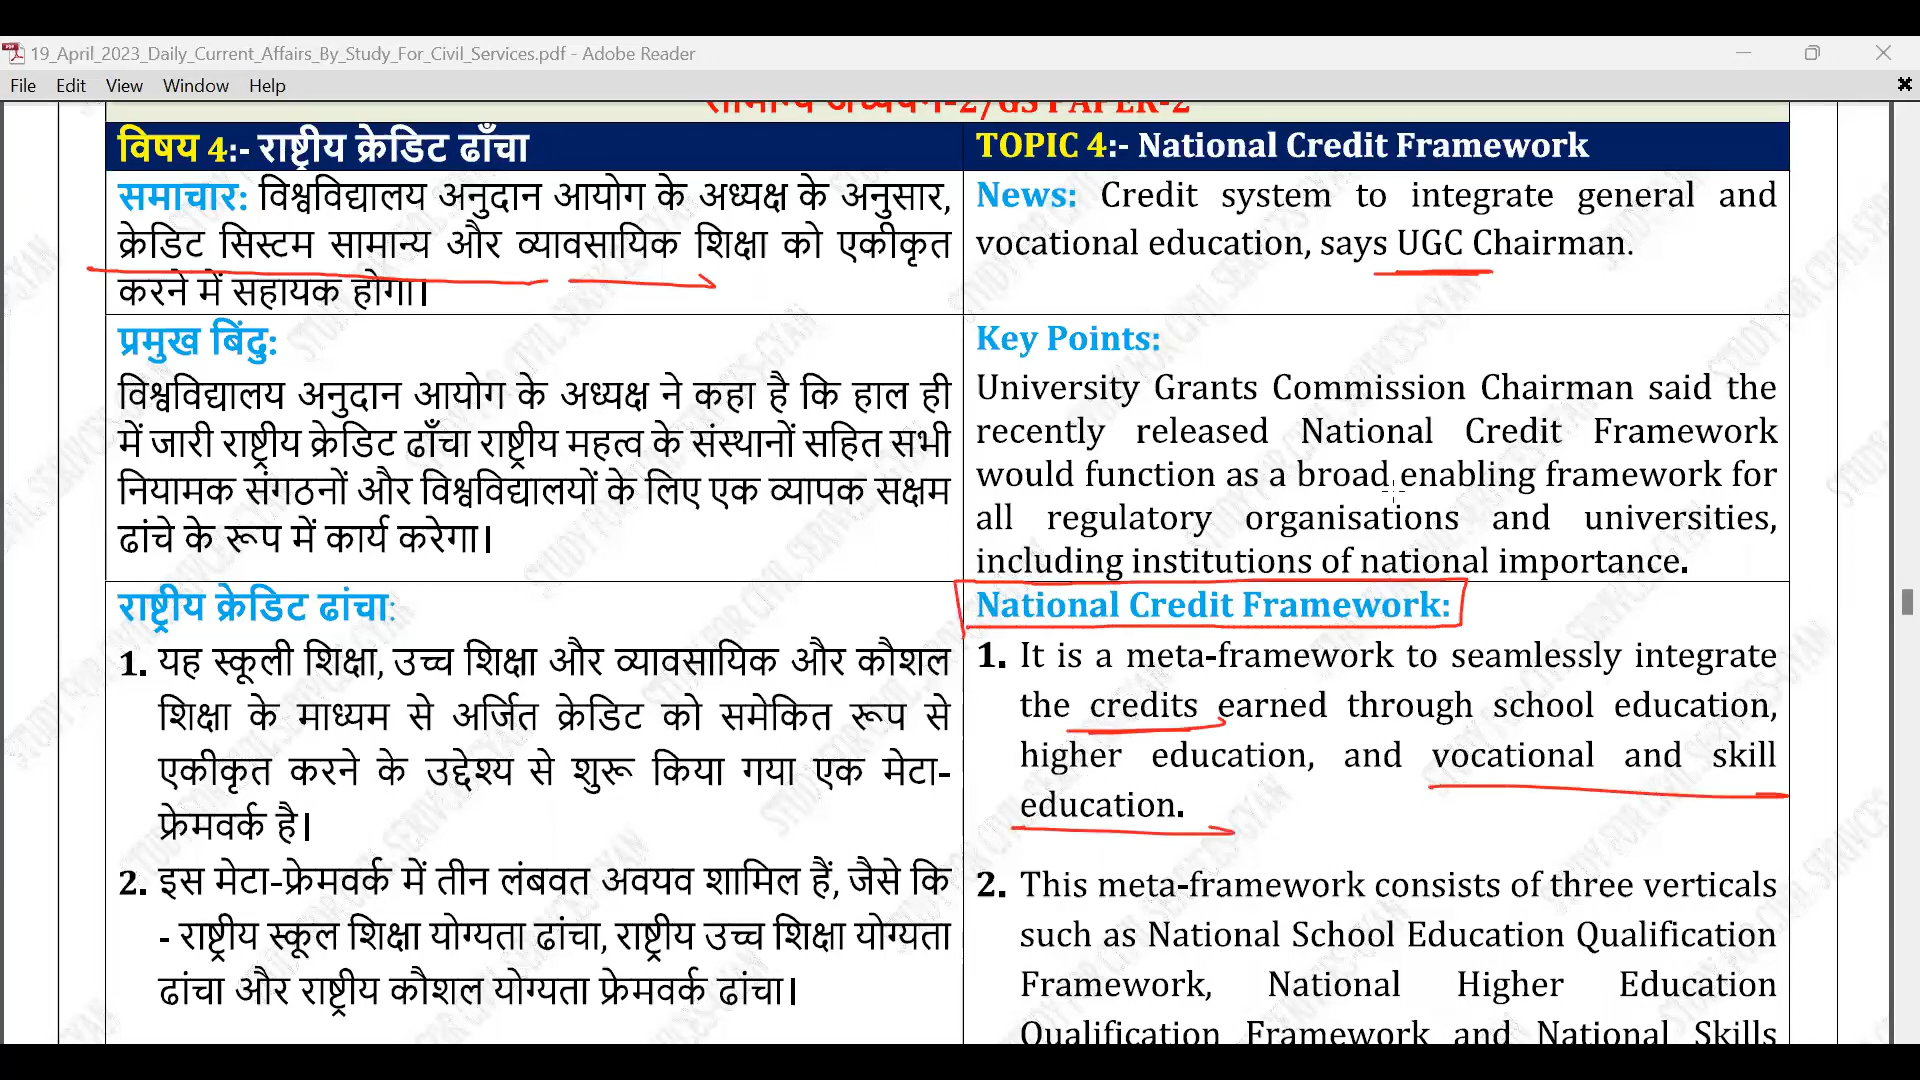 19_April_2023_Daily_Current_Affairs_By_Study_For_Civil_Services.pdf - Adobe Reader
File Edit View Window Help
सामान्य अध्ययन-2/GS PAPER-2
विषय 4:- राष्ट्रीय क्रेडिट ढाँचा
समाचार: विश्वविद्यालय अनुदान आयोग के अध्यक्ष के अनुसार,
क्रेडिट सिस्टम सामान्य और व्यावसायिक शिक्षा को एकीकृत
करने में सहायक होगा।
प्रमुख बिंदु:
विश्वविद्यालय अनुदान आयोग के अध्यक्ष ने कहा है कि हाल ही
में जारी राष्ट्रीय क्रेडिट ढाँचा राष्ट्रीय महत्व के संस्थानों सहित सभी
नियामक संगठनों और विश्वविद्यालयों के लिए एक व्यापक सक्षम
ढांचे के रूप में कार्य करेगा।
राष्ट्रीय क्रेडिट ढांचा:
1. यह स्कूली शिक्षा, उच्च शिक्षा और व्यावसायिक और कौशल
शिक्षा के माध्यम से अर्जित क्रेडिट को समेकित रूप से
एकीकृत करने के उद्देश्य से शुरू किया गया एक मेटा-
फ्रेमवर्क है।
2. इस मेटा-फ्रेमवर्क में तीन लंबवत अवयव शामिल हैं, जैसे कि
- राष्ट्रीय स्कूल शिक्षा योग्यता ढांचा, राष्ट्रीय उच्च शिक्षा योग्यता
ढांचा और राष्ट्रीय कौशल योग्यता फ्रेमवर्क ढांचा।
TOPIC 4:- National Credit Framework
News: Credit system to integrate general and
vocational education, says UGC Chairman.
Key Points:
University Grants Commission Chairman said the
recently released National Credit Framework
would function as a broad enabling framework for
all regulatory organisations and universities,
including institutions of national importance.
National Credit Framework:
1. It is a meta-framework to seamlessly integrate
the credits earned through school education,
higher education, and vocational and skill
education.
2. This meta-framework consists of three verticals
such as National School Education Qualification
Framework, National Higher Education
Qualification Framework and National Skills